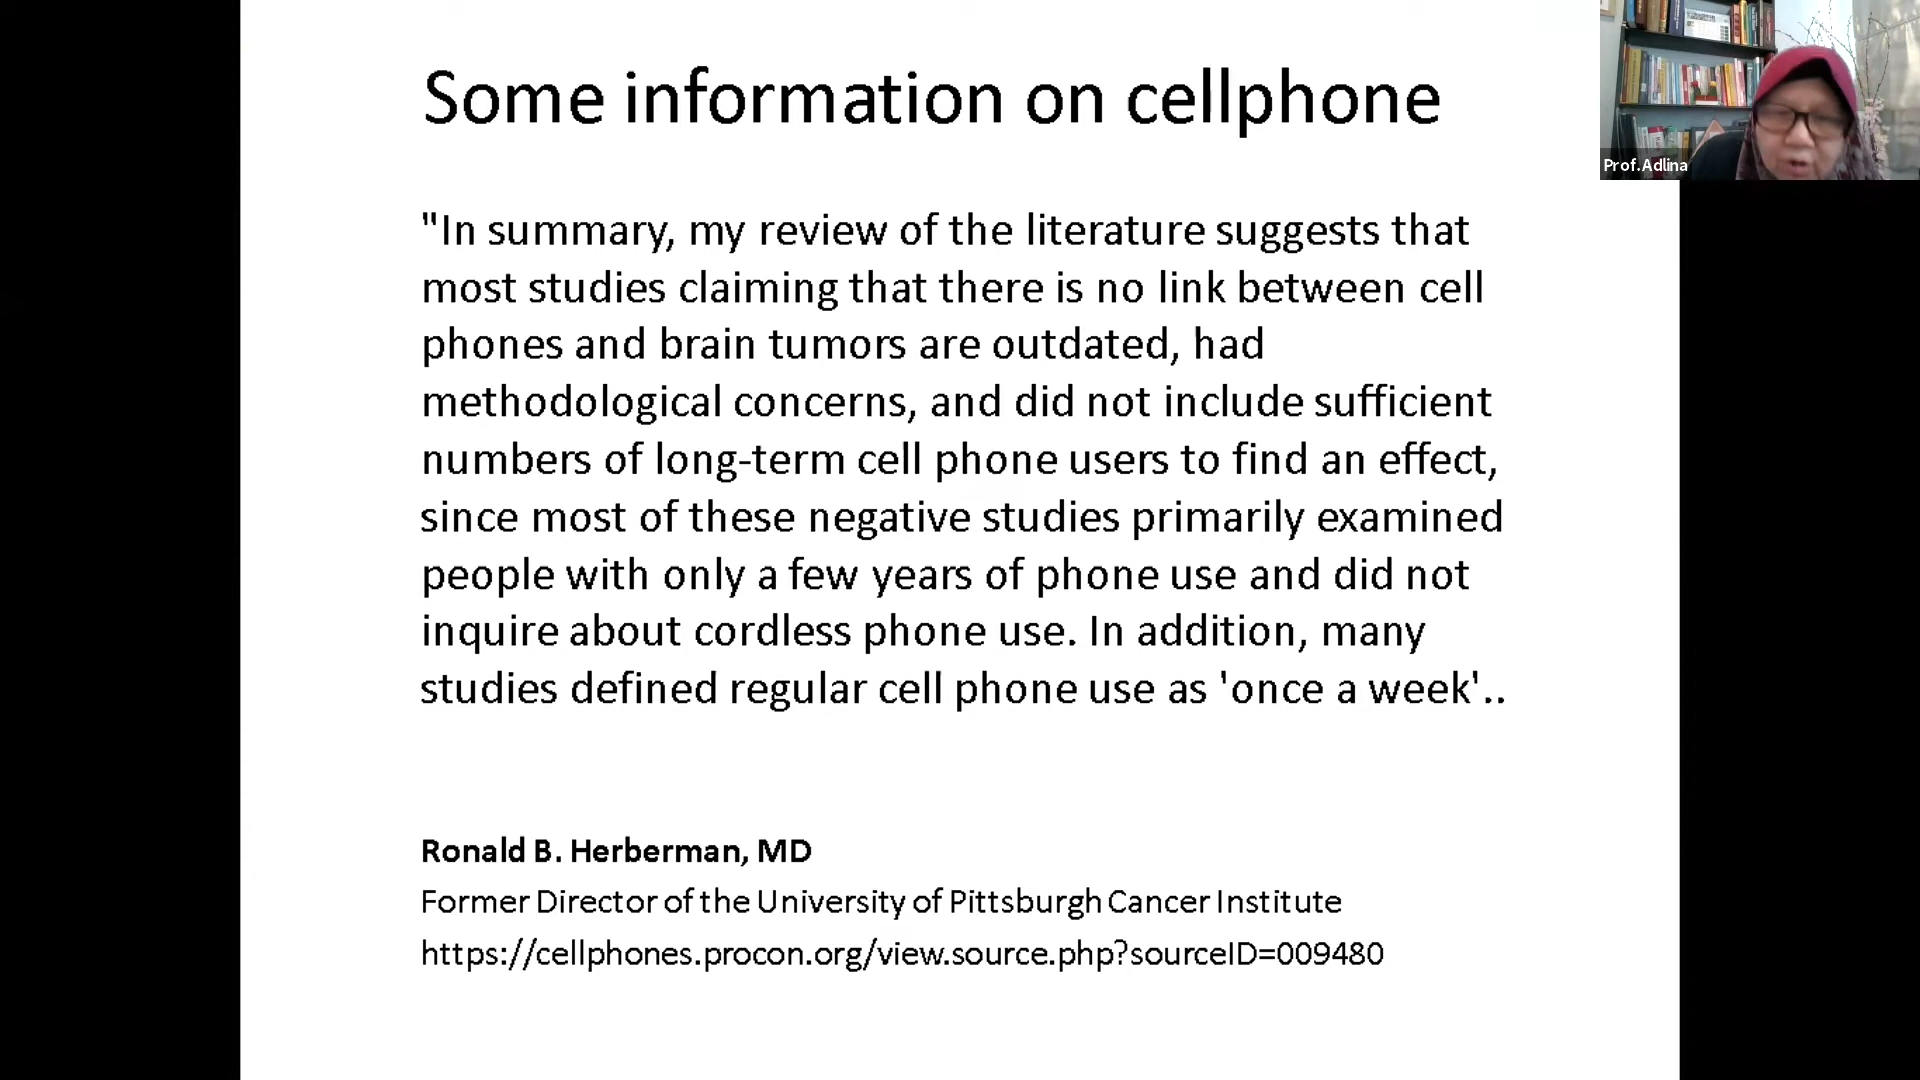 Some information on cellphone
"In summary, my review of the literature suggests that
most studies claiming that there is no link between cell
phones and brain tumors are outdated, had
methodological concerns, and did not include sufficient
numbers of long-term cell phone users to find an effect,
since most of these negative studies primarily examined
people with only a few years of phone use and did not
inquire about cordless phone use. In addition, many
studies defined regular cell phone use as 'once a week'..
Ronald B. Herberman, MD
Former Director of the University of Pittsburgh Cancer Institute
https://cellphones.procon.org/view.source.php?sourceID=009480
Prof.Adlina